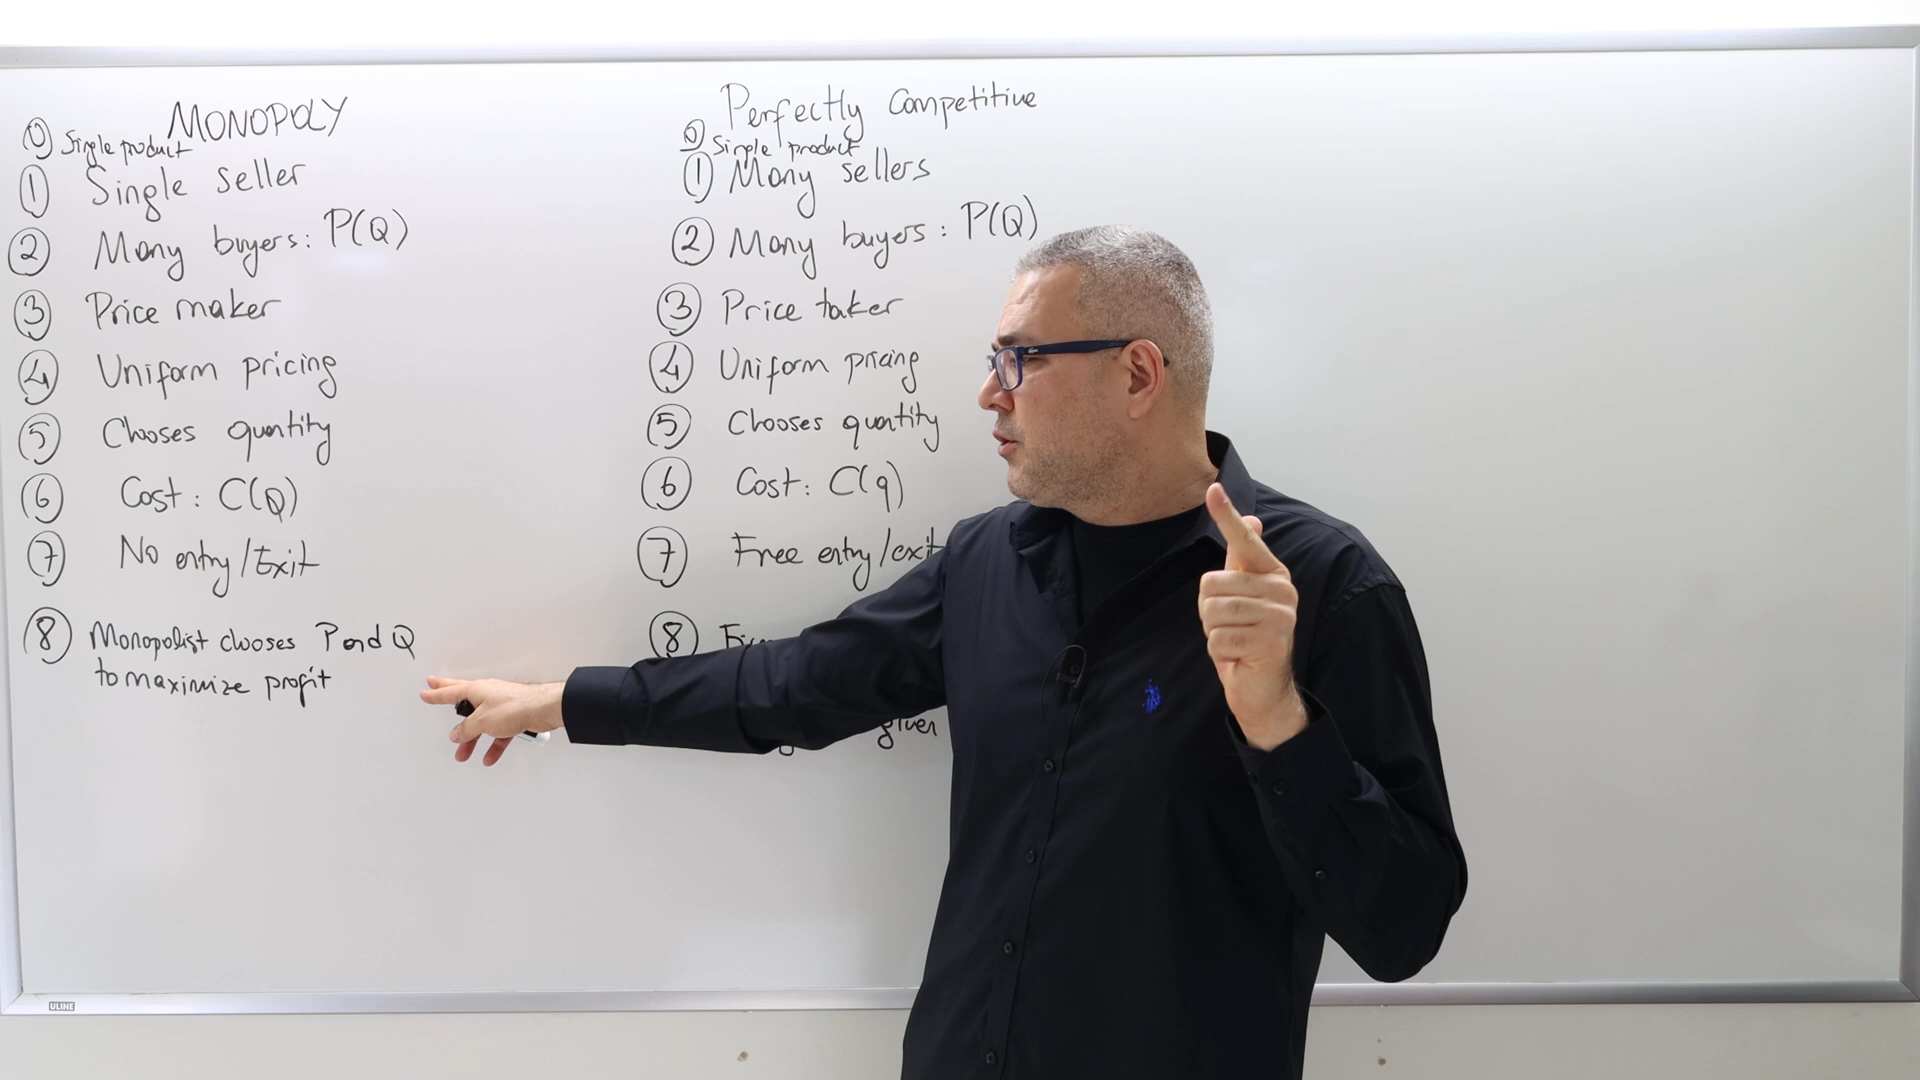 MONOPOLY
0 Single product
1 Single seller
2 Many buyers: P(Q)
3 Price maker
4 Uniform pricing
5 Chooses quantity
6 Cost: C(Q)
7 No entry/Exit
8 Monopolist chooses P and Q
to maximize profit
Perfectly Competitive
0 Single product
1 Many sellers
2 Many buyers: P(Q)
3 Price taker
4 Uniform pricing
5 Chooses quantity
6 Cost: C(q)
7 Free entry/exit
8
given
ULINE